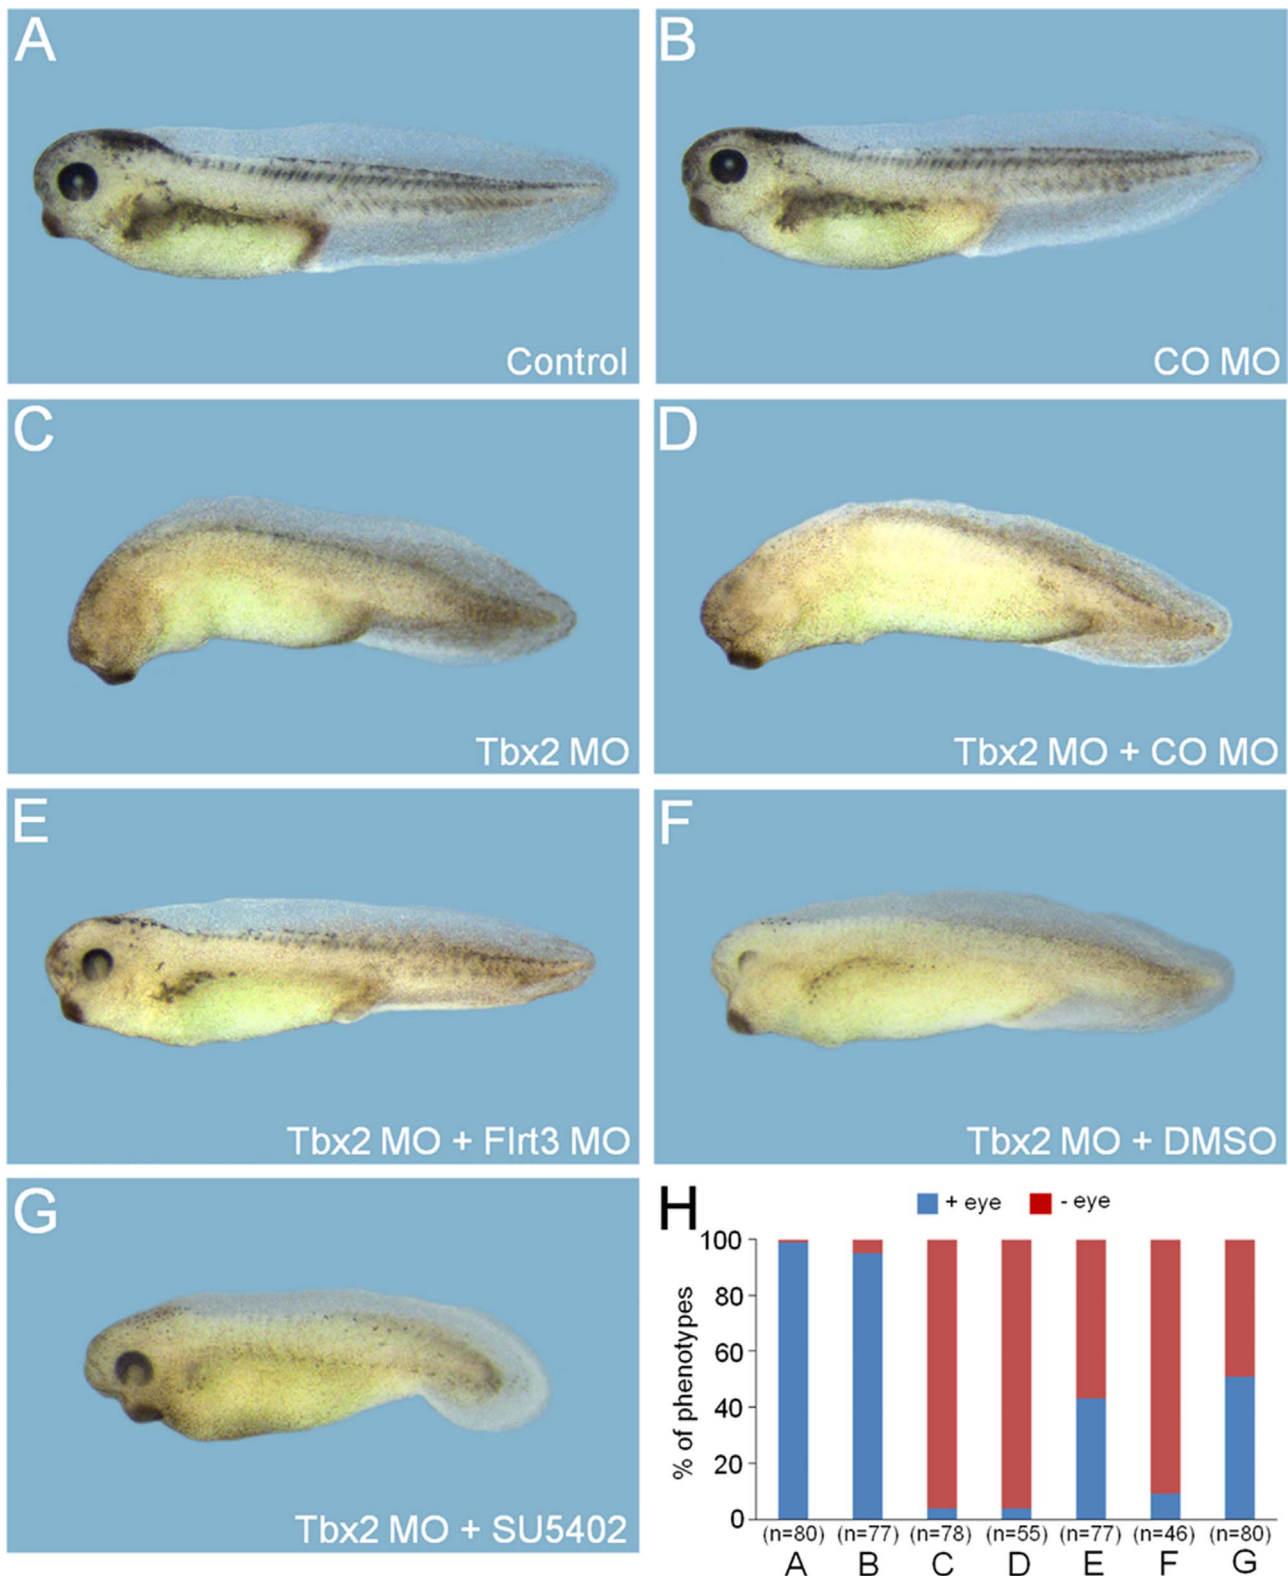 A
Control
B
CO MO
C
Tbx2 MO
D
Tbx2 MO + CO MO
E
Tbx2 MO + Flrt3 MO
F
Tbx2 MO + DMSO
G
Tbx2 MO + SU5402
H
+ eye
- eye
% of phenotypes
100
80
60
40
20
0
(n=80) (n=77) (n=78) (n=55) (n=77) (n=46) (n=80)
A B C D E F G